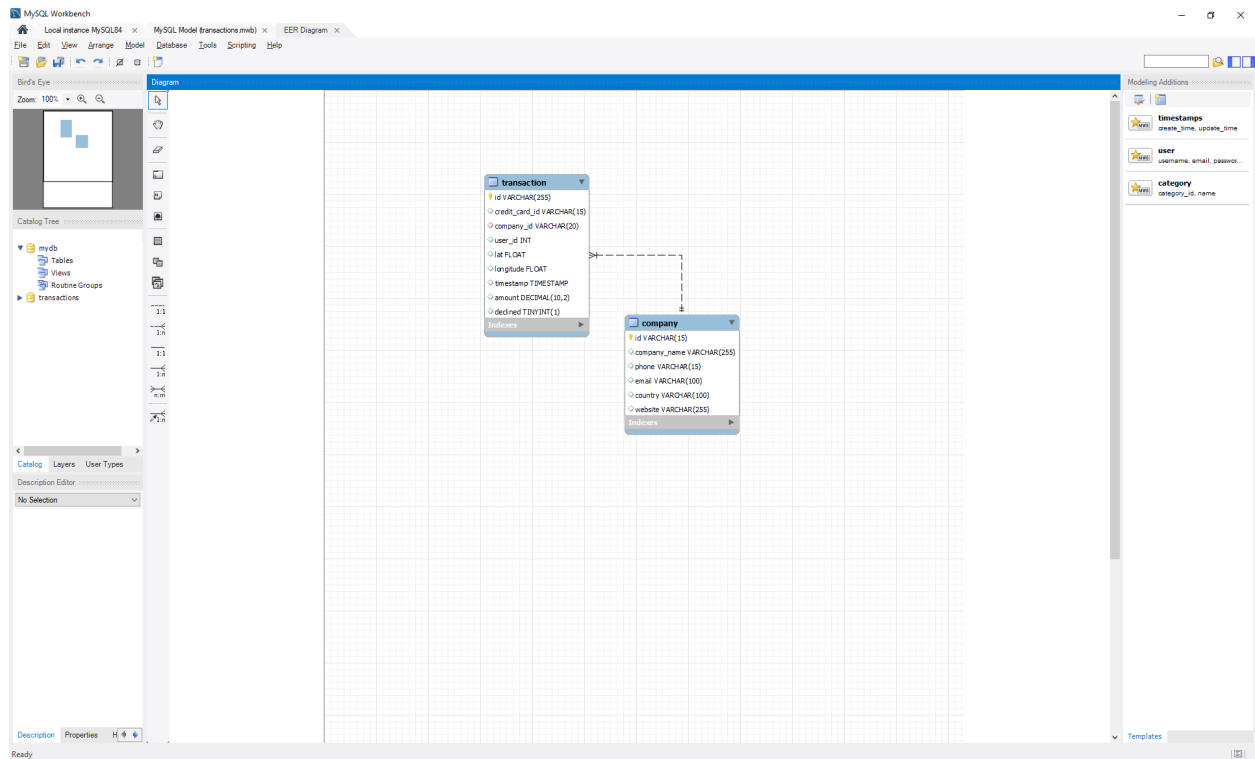 MySQL Workbench
Local instance MySQL84 MySQL Model (transactions.mwb) EER Diagram
File Edit View Arrange Model Database Tools Scripting Help
Bird's Eye
Zoom: 100%
Diagram
Modeling Additions
timestamps
create_time, update_time
user
username, email, passwor...
category
category_id, name
Catalog Tree
mydb
Tables
Views
Routine Groups
transactions
1:1
1:n
1:1
1:n
n:m
1:n
transaction
id VARCHAR(255)
credit_card_id VARCHAR(15)
company_id VARCHAR(20)
user_id INT
lat FLOAT
longitude FLOAT
timestamp TIMESTAMP
amount DECIMAL(10,2)
declined TINYINT(1)
Indexes
company
id VARCHAR(15)
company_name VARCHAR(255)
phone VARCHAR(15)
email VARCHAR(100)
country VARCHAR(100)
website VARCHAR(255)
Indexes
Catalog Layers User Types
Description Editor
No Selection
Description Properties H
Templates
Ready